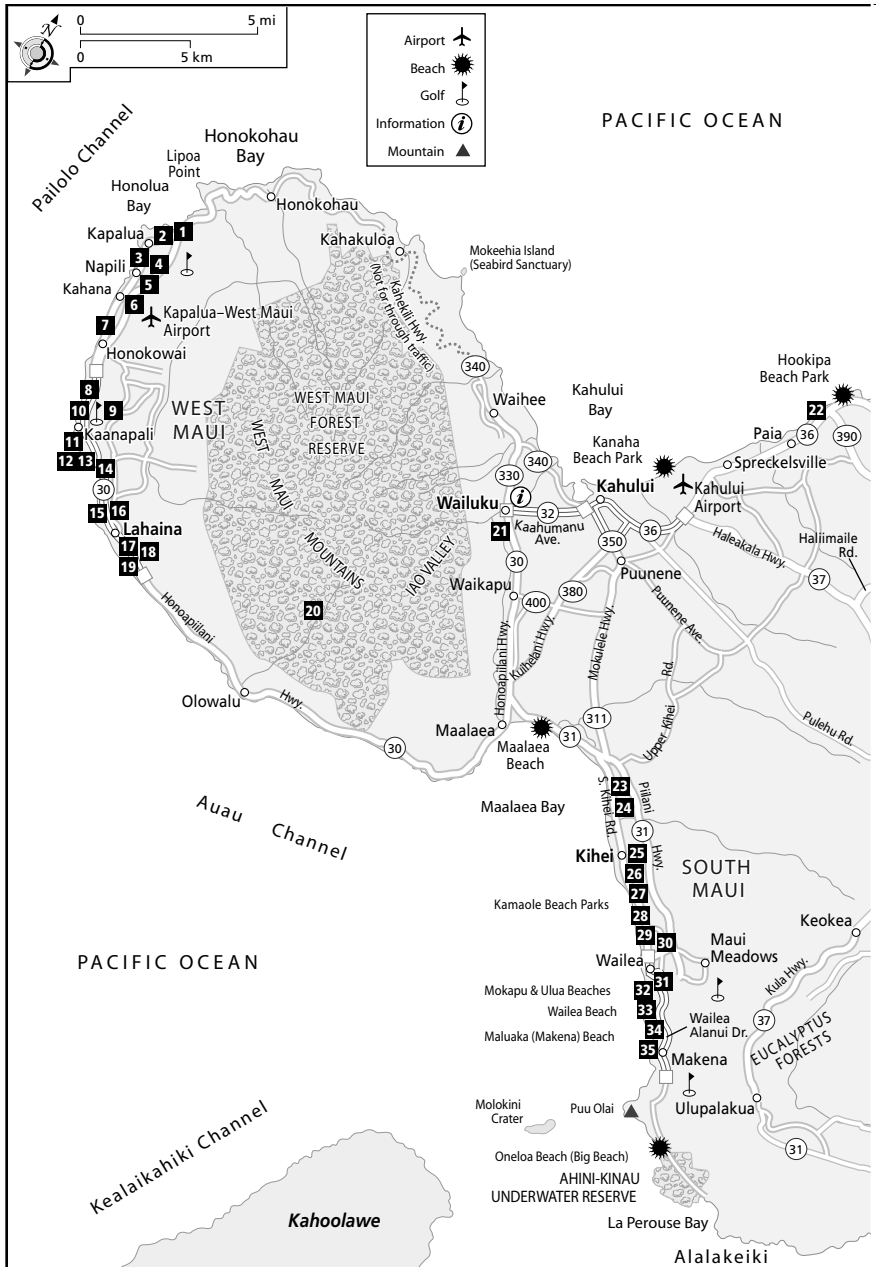 N
0
5 mi
0
5 km
Airport
Beach
Golf
Information
i
Mountain
PACIFIC OCEAN
Pailolo Channel
Honokohau
Bay
Lipoa
Point
Honolua
Bay
Honokohau
Kapalua
2
1
Kahakuloa
Mokeehia Island
(Seabird Sanctuary)
3
4
Napili
5
Kahana
6
Kapalua–West Maui
Airport
Kahekili Hwy.
(Not for through traffic)
7
Honokowai
340
Hookipa
Beach Park
8
WEST
MAUI
WEST MAUI
FOREST
RESERVE
Waihee
Kahului
Bay
22
10
9
Kaanapali
Paia
36
390
11
Kanaha
Beach Park
Spreckelsville
12
13
14
WEST
MAUI
MOUNTAINS
330
340
Kahului
Kahului
Airport
30
Wailuku
i
32
Kaahumanu
Ave.
36
15
16
Lahaina
21
350
Haleakala Hwy.
Haliimaile
Rd.
17
18
19
IAO VALLEY
30
Puunene
37
Waikapu
400
380
20
Honoapiilani
Hwy.
Honoapiilani Hwy.
Kuihelani Hwy.
Mokulele Hwy.
Puunene Ave.
Upper Kihei
Rd.
Pulehu Rd.
Olowalu
30
Maalaea
Maalaea
Beach
31
311
Auau Channel
Maalaea Bay
S. Kihei Rd.
23
24
Piilani
Hwy.
31
Kihei
25
26
SOUTH
MAUI
27
Kamaole Beach Parks
28
29
30
Keokea
PACIFIC OCEAN
Wailea
Maui
Meadows
31
Mokapu & Ulua Beaches
32
Kula Hwy.
Wailea Beach
33
37
Maluaka (Makena) Beach
34
Wailea
Alanui Dr.
EUCALYPTUS
FORESTS
35
Makena
Molokini
Crater
Puu Olai
Ulupalakua
31
Kealaikahiki Channel
Oneloa Beach (Big Beach)
AHINI-KINAU
UNDERWATER RESERVE
Kahoolawe
La Perouse Bay
Alalakeiki